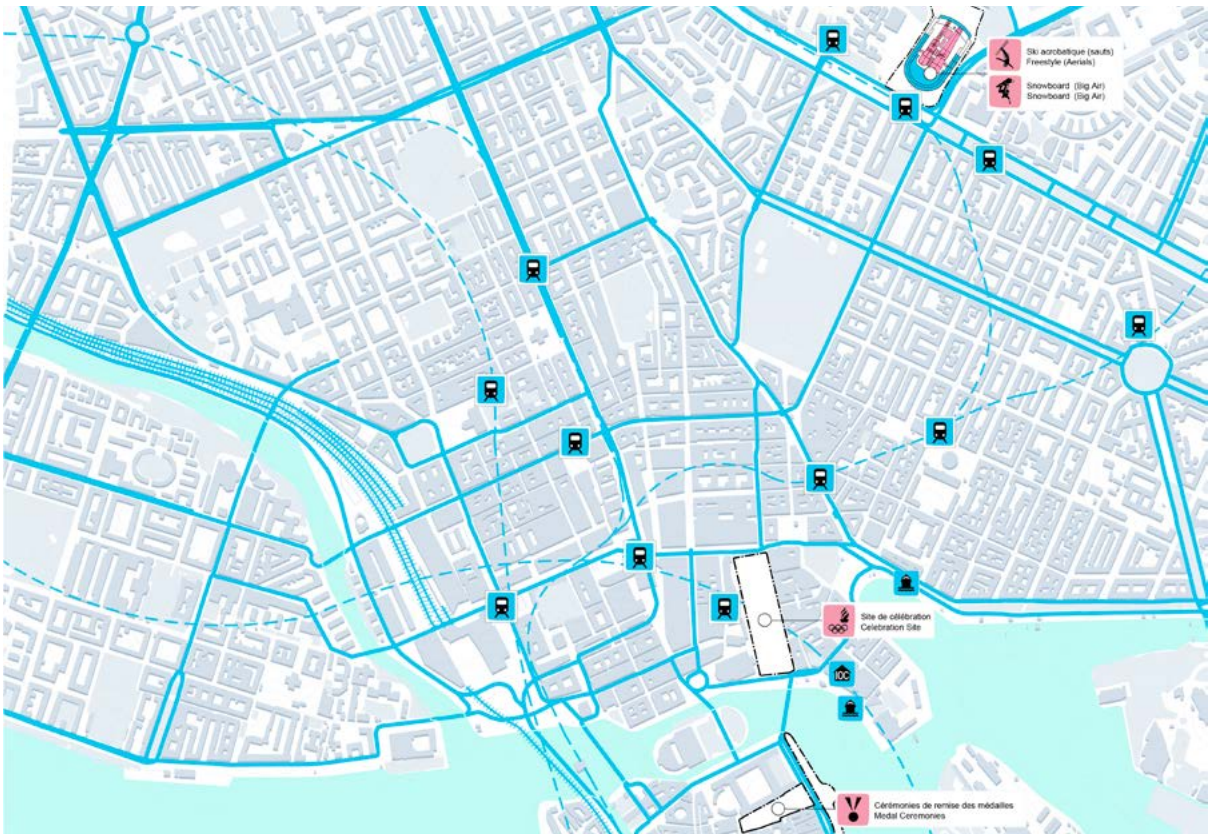 Ski acrobatique (sauts)
Freestyle (Aerials)
Snowboard (Big Air)
Snowboard (Big Air)
Site de célébration
Celebration Site
IOC
Cérémonies de remise des médailles
Medal Ceremonies